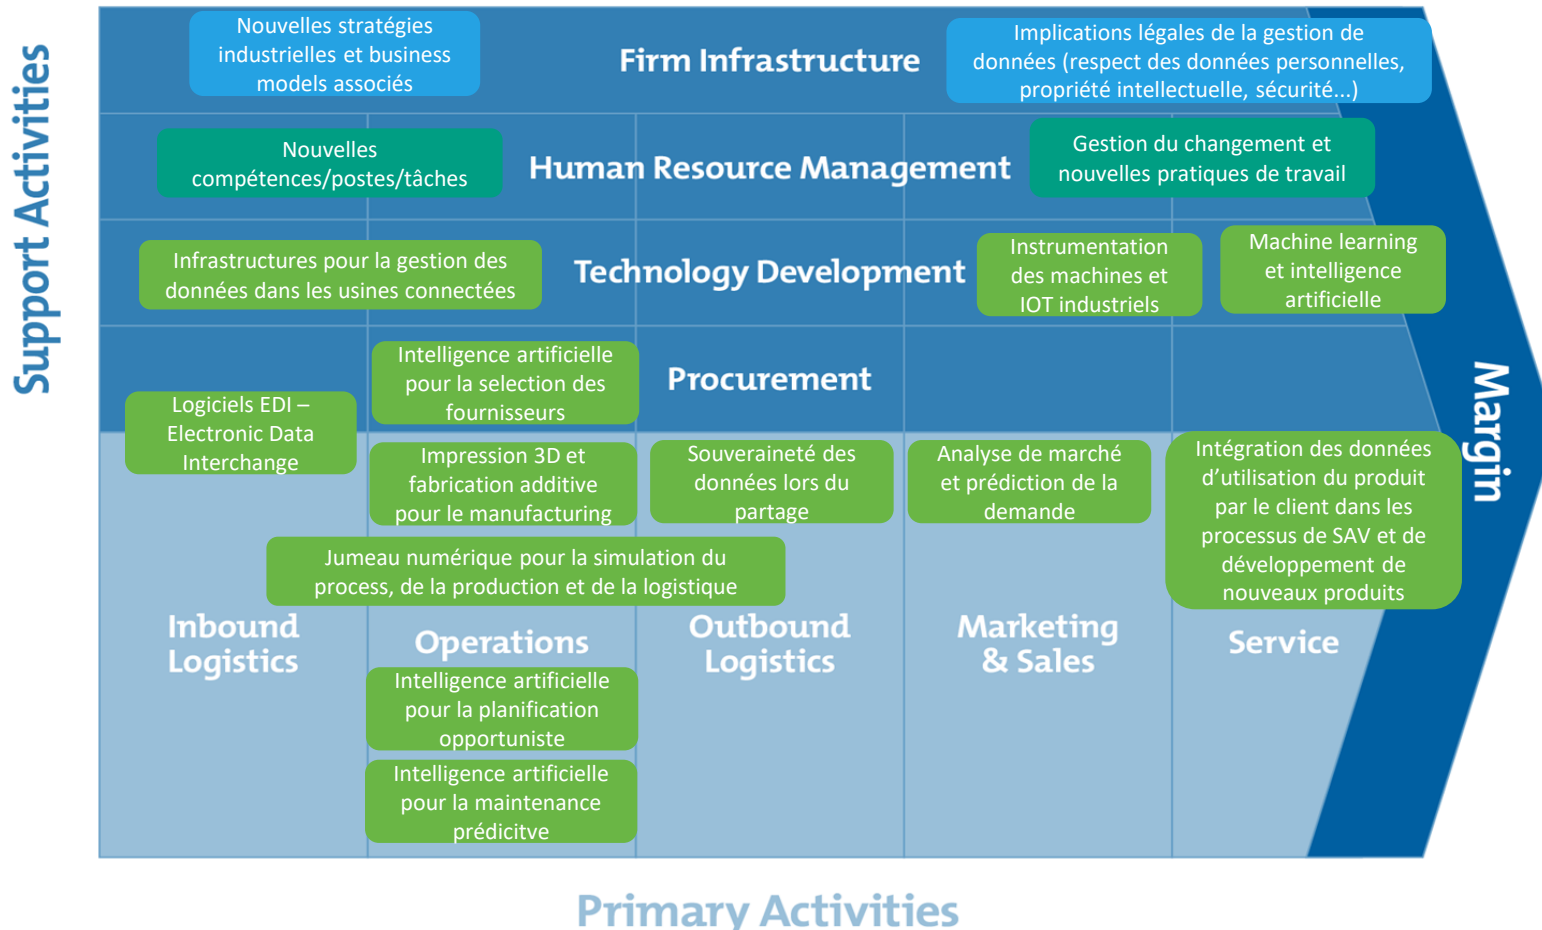 Support Activities
Nouvelles stratégies
industrielles et business
models associés
Firm Infrastructure
Implications légales de la gestion de
données (respect des données personnelles,
propriété intellectuelle, sécurité...)
Nouvelles
compétences/postes/tâches
Human Resource Management
Gestion du changement et
nouvelles pratiques de travail
Infrastructures pour la gestion des
données dans les usines connectées
Technology Development
Instrumentation
des machines et
IOT industriels
Machine learning
et intelligence
artificielle
Intelligence artificielle
pour la selection des
fournisseurs
Procurement
Margin
Logiciels EDI –
Electronic Data
Interchange
Impression 3D et
fabrication additive
pour le manufacturing
Souveraineté des
données lors du
partage
Analyse de marché
et prédiction de la
demande
Intégration des données
d’utilisation du produit
par le client dans les
processus de SAV et de
développement de
nouveaux produits
Jumeau numérique pour la simulation du
process, de la production et de la logistique
Inbound
Logistics
Operations
Outbound
Logistics
Marketing
& Sales
Service
Intelligence artificielle
pour la planification
opportuniste
Intelligence artificielle
pour la maintenance
prédicitve
Primary Activities